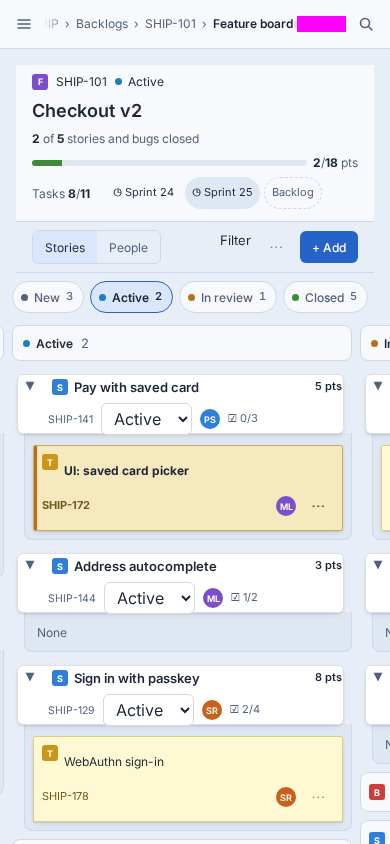 IP › Backlogs › SHIP-101 › Feature board
F SHIP-101 Active
Checkout v2
2 of 5 stories and bugs closed
2/18 pts
Tasks 8/11 Sprint 24 Sprint 25 Backlog
Stories People Filter ... + Add
New 3 Active 2 In review 1 Closed 5
Active 2
S Pay with saved card 5 pts
SHIP-141 Active PS ☑ 0/3
T UI: saved card picker
SHIP-172 ML ...
S Address autocomplete 3 pts
SHIP-144 Active ML ☑ 1/2
None
S Sign in with passkey 8 pts
SHIP-129 Active SR ☑ 2/4
B
T WebAuthn sign-in
SHIP-178 SR ...
S